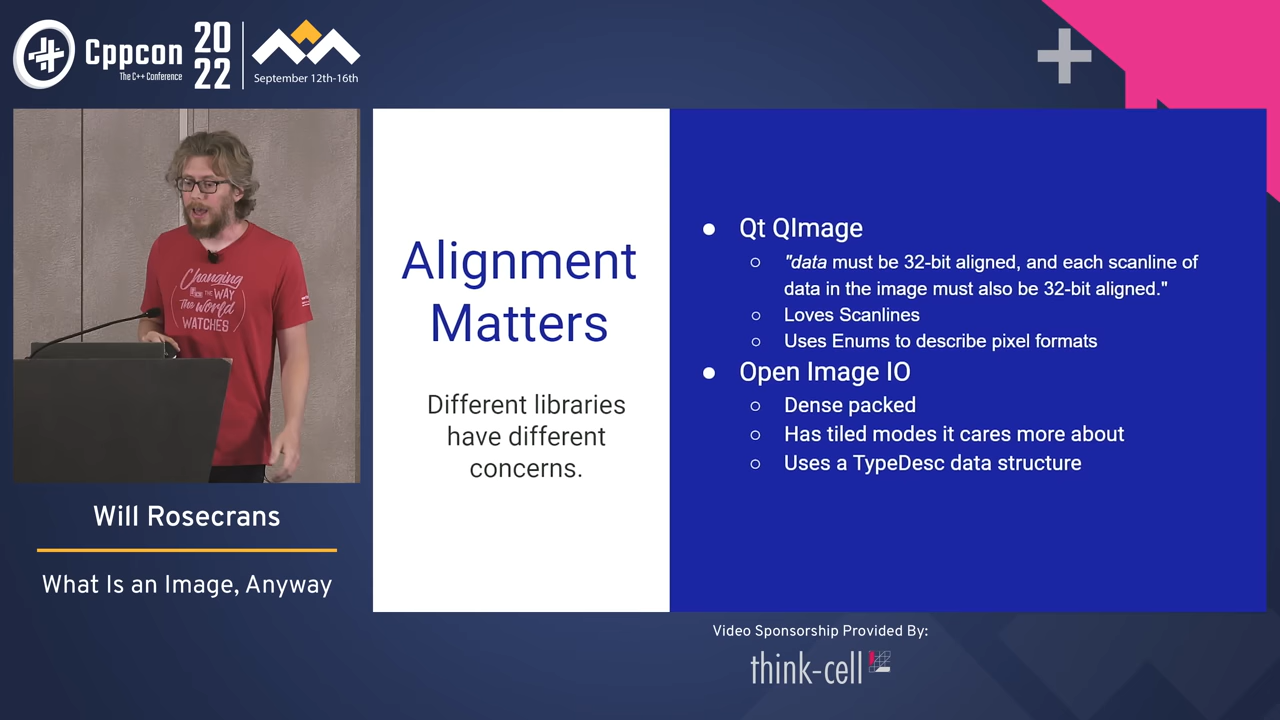 Cppcon
The C++ Conference
20
22
September 12th-16th
Changing
THE WAY
The World
WATCHES
Will Rosecrans
What Is an Image, Anyway
Alignment
Matters
Different libraries
have different
concerns.
● Qt QImage
○ "data must be 32-bit aligned, and each scanline of
data in the image must also be 32-bit aligned."
○ Loves Scanlines
○ Uses Enums to describe pixel formats
● Open Image IO
○ Dense packed
○ Has tiled modes it cares more about
○ Uses a TypeDesc data structure
Video Sponsorship Provided By:
think-cell